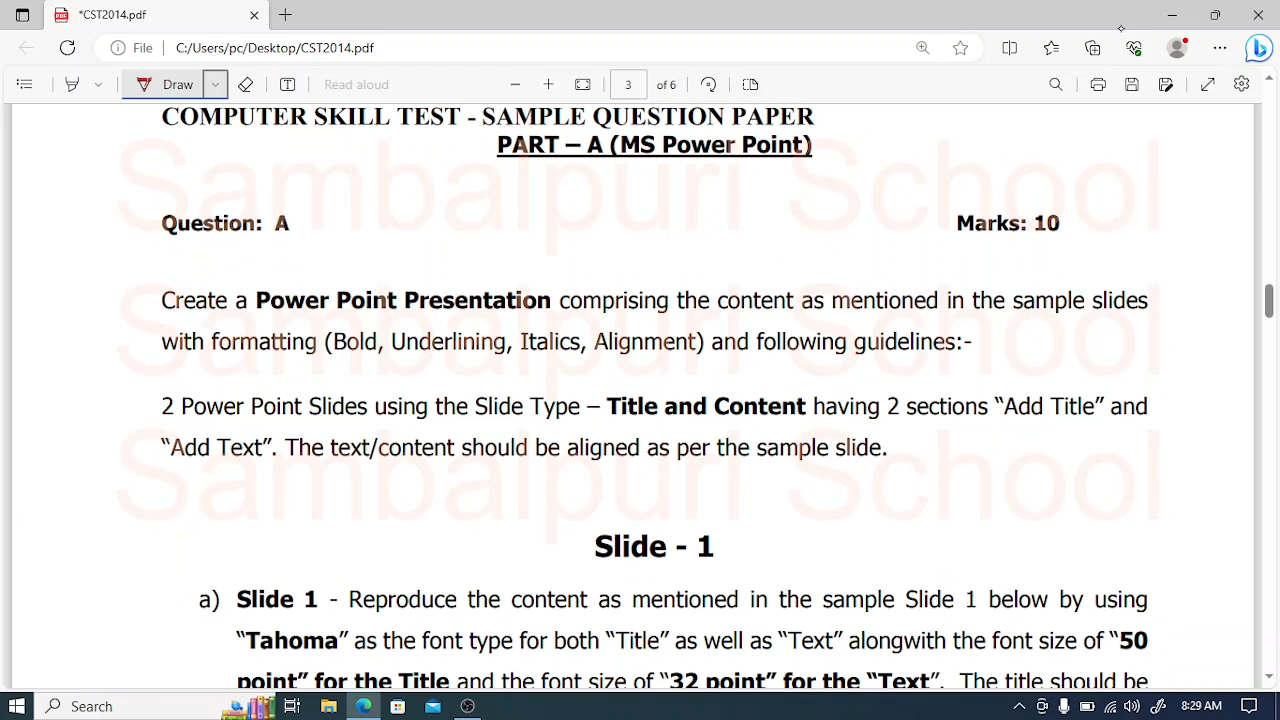 *CST2014.pdf
File C:/Users/pc/Desktop/CST2014.pdf
Draw Read aloud 3 of 6
COMPUTER SKILL TEST - SAMPLE QUESTION PAPER
PART – A (MS Power Point)
Sambalpuri School
Question: A Marks: 10
Create a Power Point Presentation comprising the content as mentioned in the sample slides
Sambalpuri School
with formatting (Bold, Underlining, Italics, Alignment) and following guidelines:-
2 Power Point Slides using the Slide Type – Title and Content having 2 sections “Add Title” and
“Add Text”. The text/content should be aligned as per the sample slide.
Sambalpuri School
Slide - 1
a) Slide 1 - Reproduce the content as mentioned in the sample Slide 1 below by using
“Tahoma” as the font type for both “Title” as well as “Text” alongwith the font size of “50
point” for the Title and the font size of “32 point” for the “Text”. The title should be
Search 8:29 AM